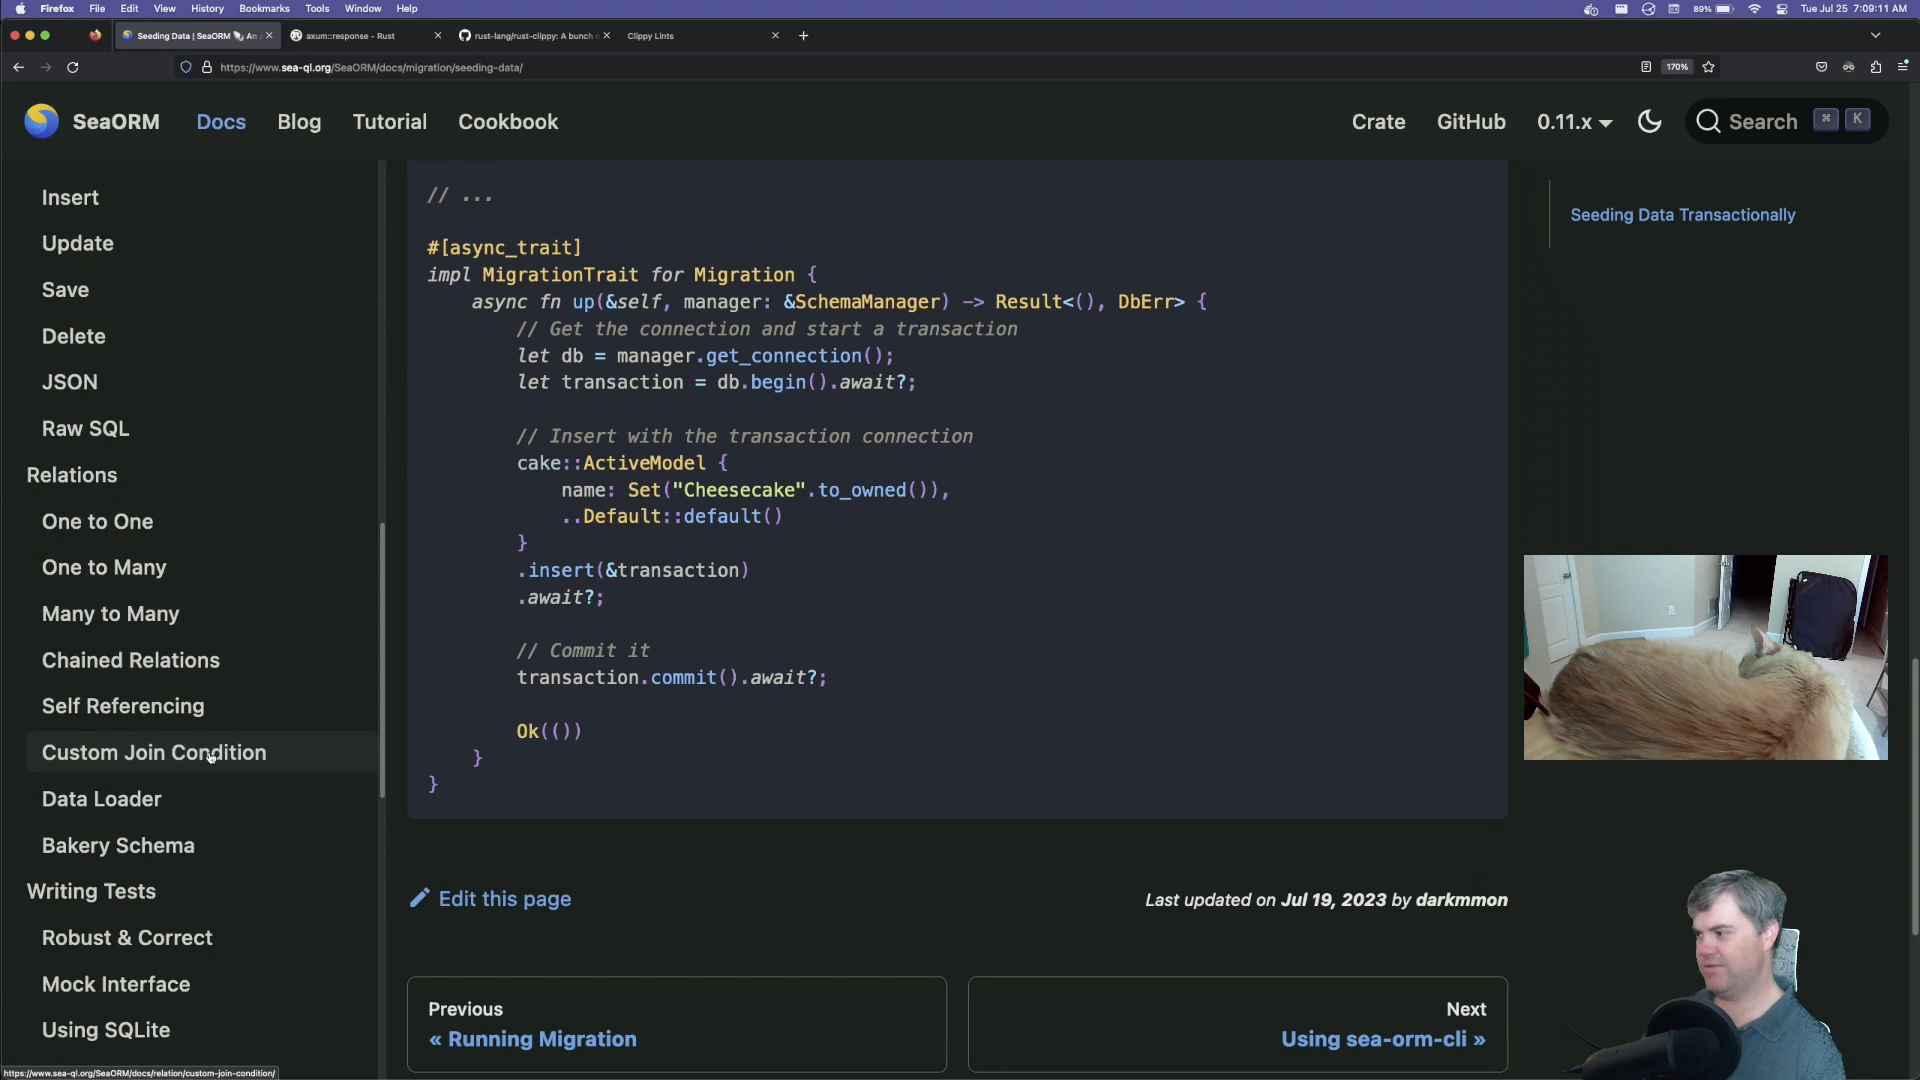 Firefox File Edit View History Bookmarks Tools Window Help 89% Tue Jul 25 7:09:11 AM
Seeding Data | SeaORM An axum::response - Rust rust-lang/rust-clippy: A bunch Clippy Lints
https://www.sea-ql.org/SeaORM/docs/migration/seeding-data/ 170%
SeaORM Docs Blog Tutorial Cookbook Crate GitHub 0.11.x Search ⌘ K
Insert
Update
Save
Delete
JSON
Raw SQL
Relations
One to One
One to Many
Many to Many
Chained Relations
Self Referencing
Custom Join Condition
Data Loader
Bakery Schema
Writing Tests
Robust & Correct
Mock Interface
Using SQLite
https://www.sea-ql.org/SeaORM/docs/relation/custom-join-condition/
// ...
#[async_trait]
impl MigrationTrait for Migration {
async fn up(&self, manager: &SchemaManager) -> Result<(), DbErr> {
// Get the connection and start a transaction
let db = manager.get_connection();
let transaction = db.begin().await?;
// Insert with the transaction connection
cake::ActiveModel {
name: Set("Cheesecake".to_owned()),
..Default::default()
}
.insert(&transaction)
.await?;
// Commit it
transaction.commit().await?;
Ok(())
}
}
Edit this page
Last updated on Jul 19, 2023 by darkmmon
Previous
« Running Migration
Next
Using sea-orm-cli »
Seeding Data Transactionally